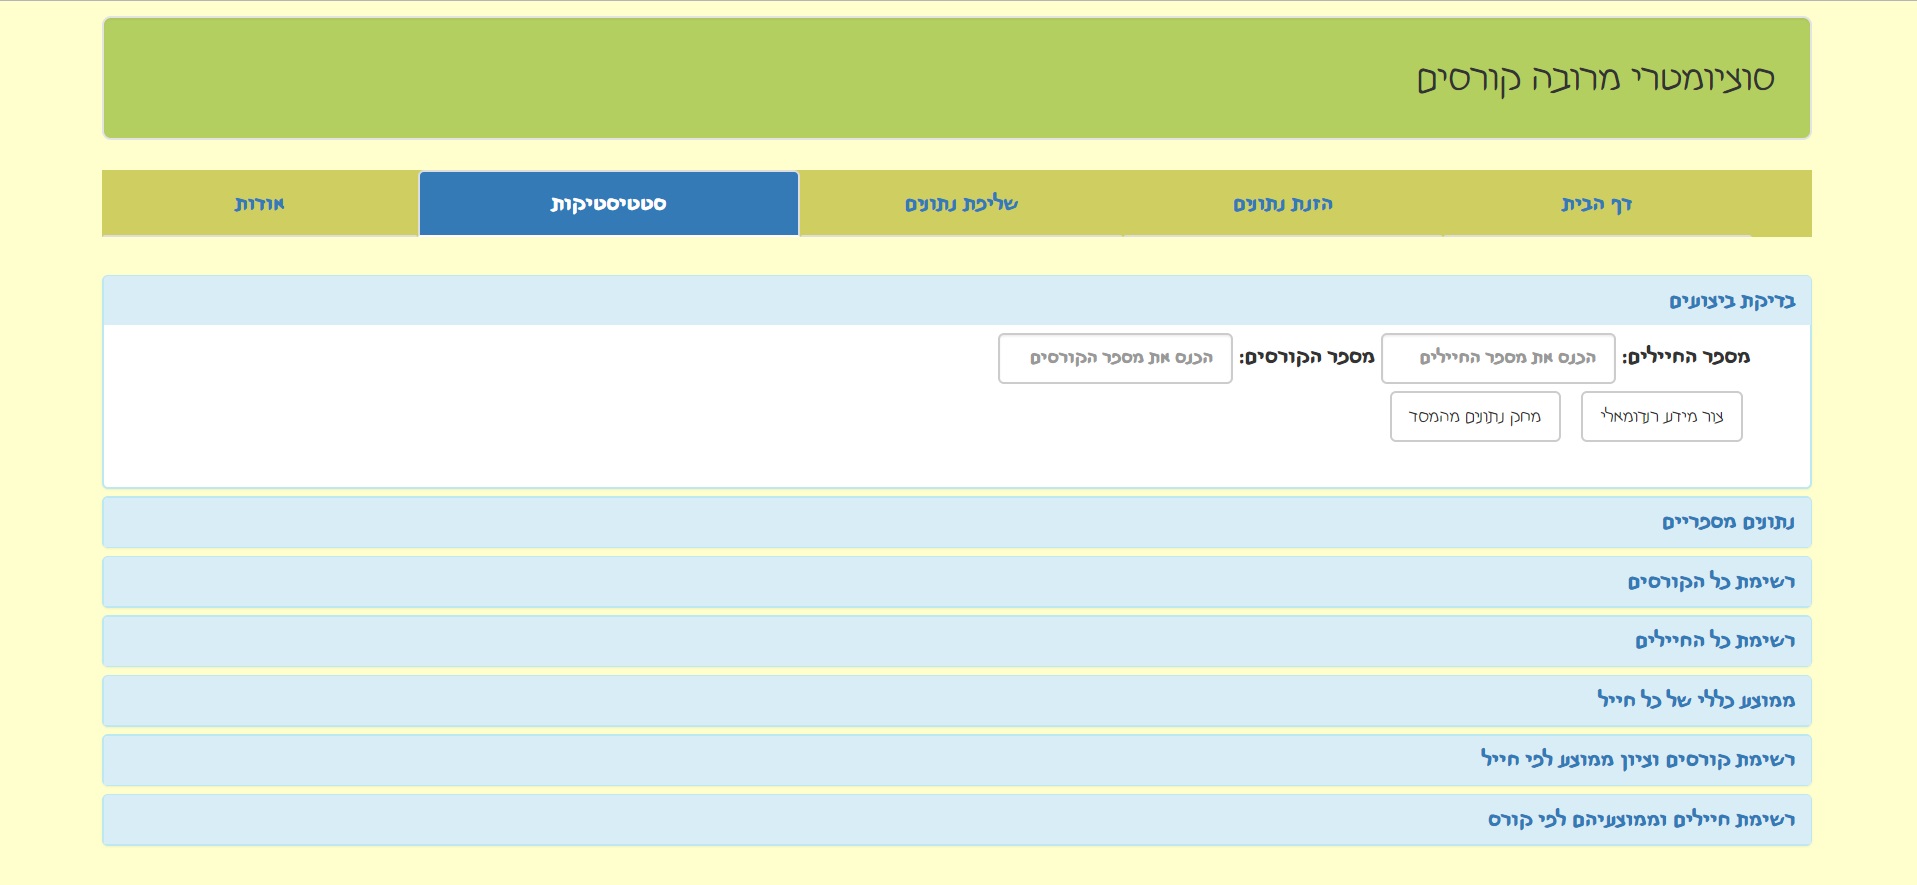 סוציומטרי מרובה קורסים
דף הבית הזנת נתונים שליפת נתונים סטטיסטיקות אודות
בדיקת ביצועים
מספר החיילים: הכנס את מספר החיילים מספר הקורסים: הכנס את מספר הקורסים
צור מידע רנדומאלי מחק נתונים מהמסד
נתונים מספריים
רשימת כל הקורסים
רשימת כל החיילים
ממוצע כללי של כל חייל
רשימת קורסים וציון ממוצע לפי חייל
רשימת חיילים וממוצעיהם לפי קורס